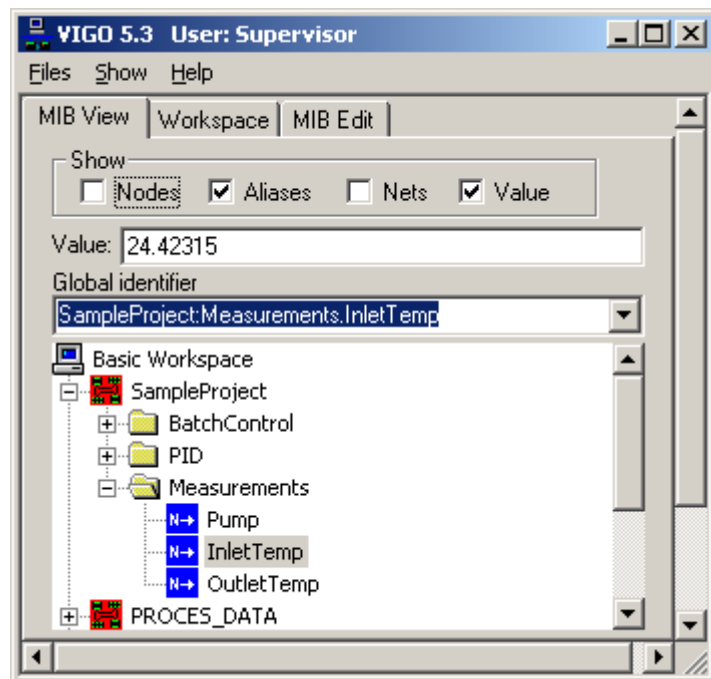 VIGO 5.3 User: Supervisor
Files Show Help
MIB View Workspace MIB Edit
Show
Nodes Aliases Nets Value
Value: 24.42315
Global identifier
SampleProject:Measurements.InletTemp
Basic Workspace
SampleProject
BatchControl
PID
Measurements
N→ Pump
N→ InletTemp
N→ OutletTemp
PROCES_DATA